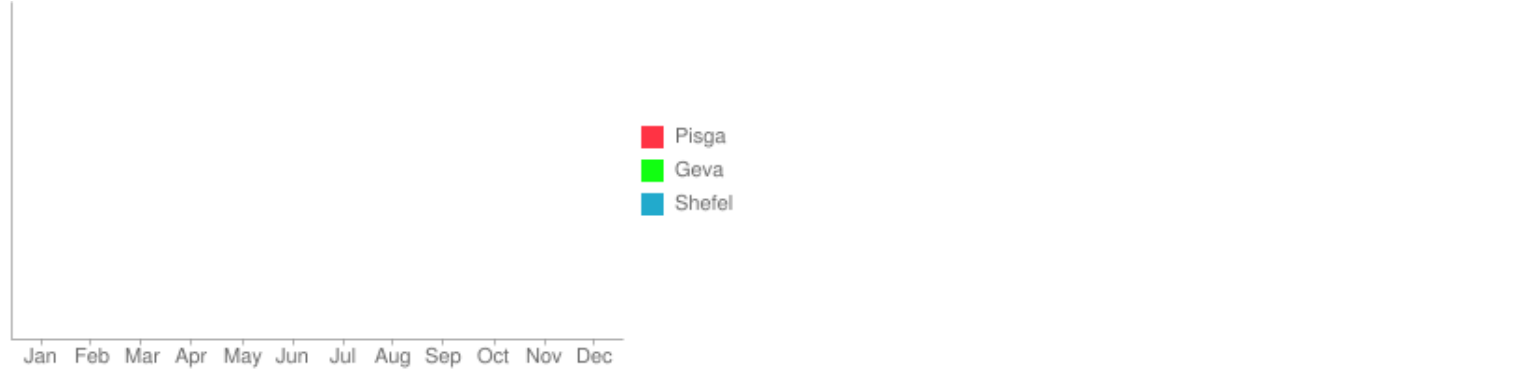 Pisga
Geva
Shefel
Jan Feb Mar Apr May Jun Jul Aug Sep Oct Nov Dec